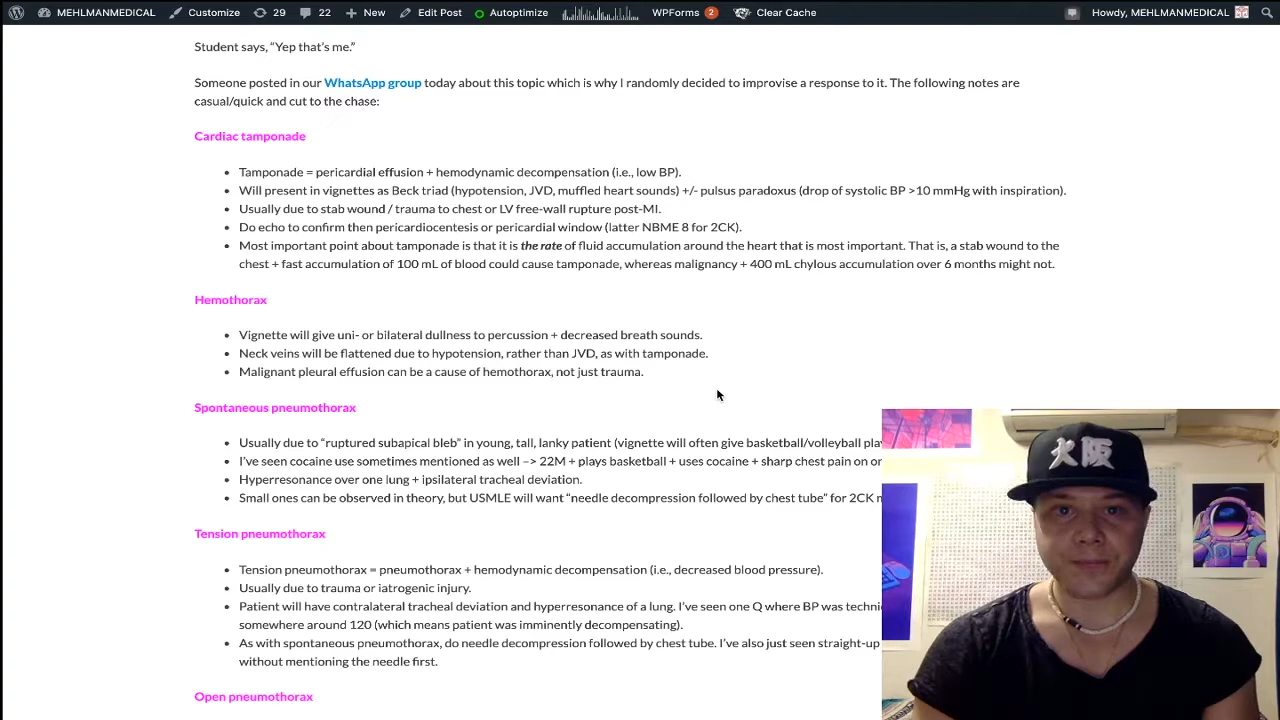 MEHLMANMEDICAL Customize 29 22 New Edit Post Autoptimize WPForms 2 Clear Cache Howdy, MEHLMANMEDICAL
Student says, “Yep that’s me.”
Someone posted in our WhatsApp group today about this topic which is why I randomly decided to improvise a response to it. The following notes are
casual/quick and cut to the chase:
Cardiac tamponade
• Tamponade = pericardial effusion + hemodynamic decompensation (i.e., low BP).
• Will present in vignettes as Beck triad (hypotension, JVD, muffled heart sounds) +/- pulsus paradoxus (drop of systolic BP >10 mmHg with inspiration).
• Usually due to stab wound / trauma to chest or LV free-wall rupture post-MI.
• Do echo to confirm then pericardiocentesis or pericardial window (latter NBME 8 for 2CK).
• Most important point about tamponade is that it is the rate of fluid accumulation around the heart that is most important. That is, a stab wound to the
chest + fast accumulation of 100 mL of blood could cause tamponade, whereas malignancy + 400 mL chylous accumulation over 6 months might not.
Hemothorax
• Vignette will give uni- or bilateral dullness to percussion + decreased breath sounds.
• Neck veins will be flattened due to hypotension, rather than JVD, as with tamponade.
• Malignant pleural effusion can be a cause of hemothorax, not just trauma.
Spontaneous pneumothorax
• Usually due to “ruptured subapical bleb” in young, tall, lanky patient (vignette will often give basketball/volleyball
• I’ve seen cocaine use sometimes mentioned as well –> 22M + plays basketball + uses cocaine + sharp chest pain on
• Hyperresonance over one lung + ipsilateral tracheal deviation.
• Small ones can be observed in theory, but USMLE will want “needle decompression followed by chest tube” for 2CK
大阪
Tension pneumothorax
• Tension pneumothorax = pneumothorax + hemodynamic decompensation (i.e., decreased blood pressure).
• Usually due to trauma or iatrogenic injury.
• Patient will have contralateral tracheal deviation and hyperresonance of a lung. I’ve seen one Q where BP was
somewhere around 120 (which means patient was imminently decompensating).
• As with spontaneous pneumothorax, do needle decompression followed by chest tube. I’ve also just seen straight-up
without mentioning the needle first.
Open pneumothorax